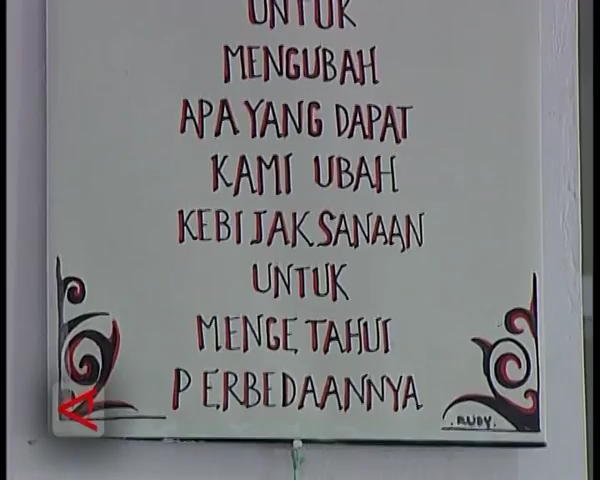 UNTUK
MENGUBAH
APA YANG DAPAT
KAMI UBAH
KEBIJAKSANAAN
UNTUK
MENGETAHUI
PERBEDAANNYA
RUDY.